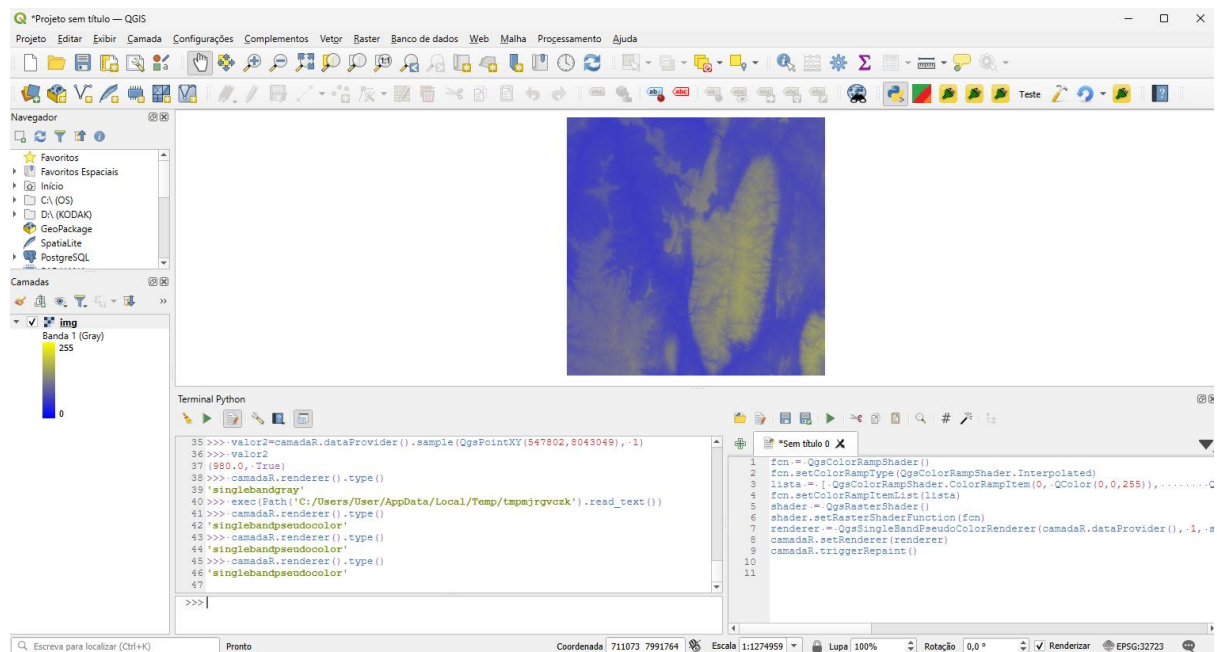 *Projeto sem título — QGIS
Projeto Editar Exibir Camada Configurações Complementos Vetor Raster Banco de dados Web Malha Processamento Ajuda
Teste
Navegador
Favoritos
Favoritos Espaciais
Início
C:\ (OS)
D:\ (KODAK)
GeoPackage
SpatiaLite
PostgreSQL
Camadas
img
Banda 1 (Gray)
255
0
Terminal Python
35 >>> valor2=camadaR.dataProvider().sample(QgsPointXY(547802,8043049), 1)
36 >>> valor2
37 (980.0, True)
38 >>> camadaR.renderer().type()
39 'singlebandgray'
40 >>> exec(Path('C:/Users/User/AppData/Local/Temp/tmpmjrgvczk').read_text())
41 >>> camadaR.renderer().type()
42 'singlebandpseudocolor'
43 >>> camadaR.renderer().type()
44 'singlebandpseudocolor'
45 >>> camadaR.renderer().type()
46 'singlebandpseudocolor'
47
>>>
*Sem título 0
1 fcn = QgsColorRampShader()
2 fcn.setColorRampType(QgsColorRampShader.Interpolated)
3 lista = [ QgsColorRampShader.ColorRampItem(0, QColor(0,0,255)),
4 fcn.setColorRampItemList(lista)
5 shader = QgsRasterShader()
6 shader.setRasterShaderFunction(fcn)
7 renderer = QgsSingleBandPseudoColorRenderer(camadaR.dataProvider(), 1, s
8 camadaR.setRenderer(renderer)
9 camadaR.triggerRepaint()
10
11
Escreva para localizar (Ctrl+K) Pronto Coordenada 711073 7991764 Escala 1:1274959 Lupa 100% Rotação 0,0 ° Renderizar EPSG:32723